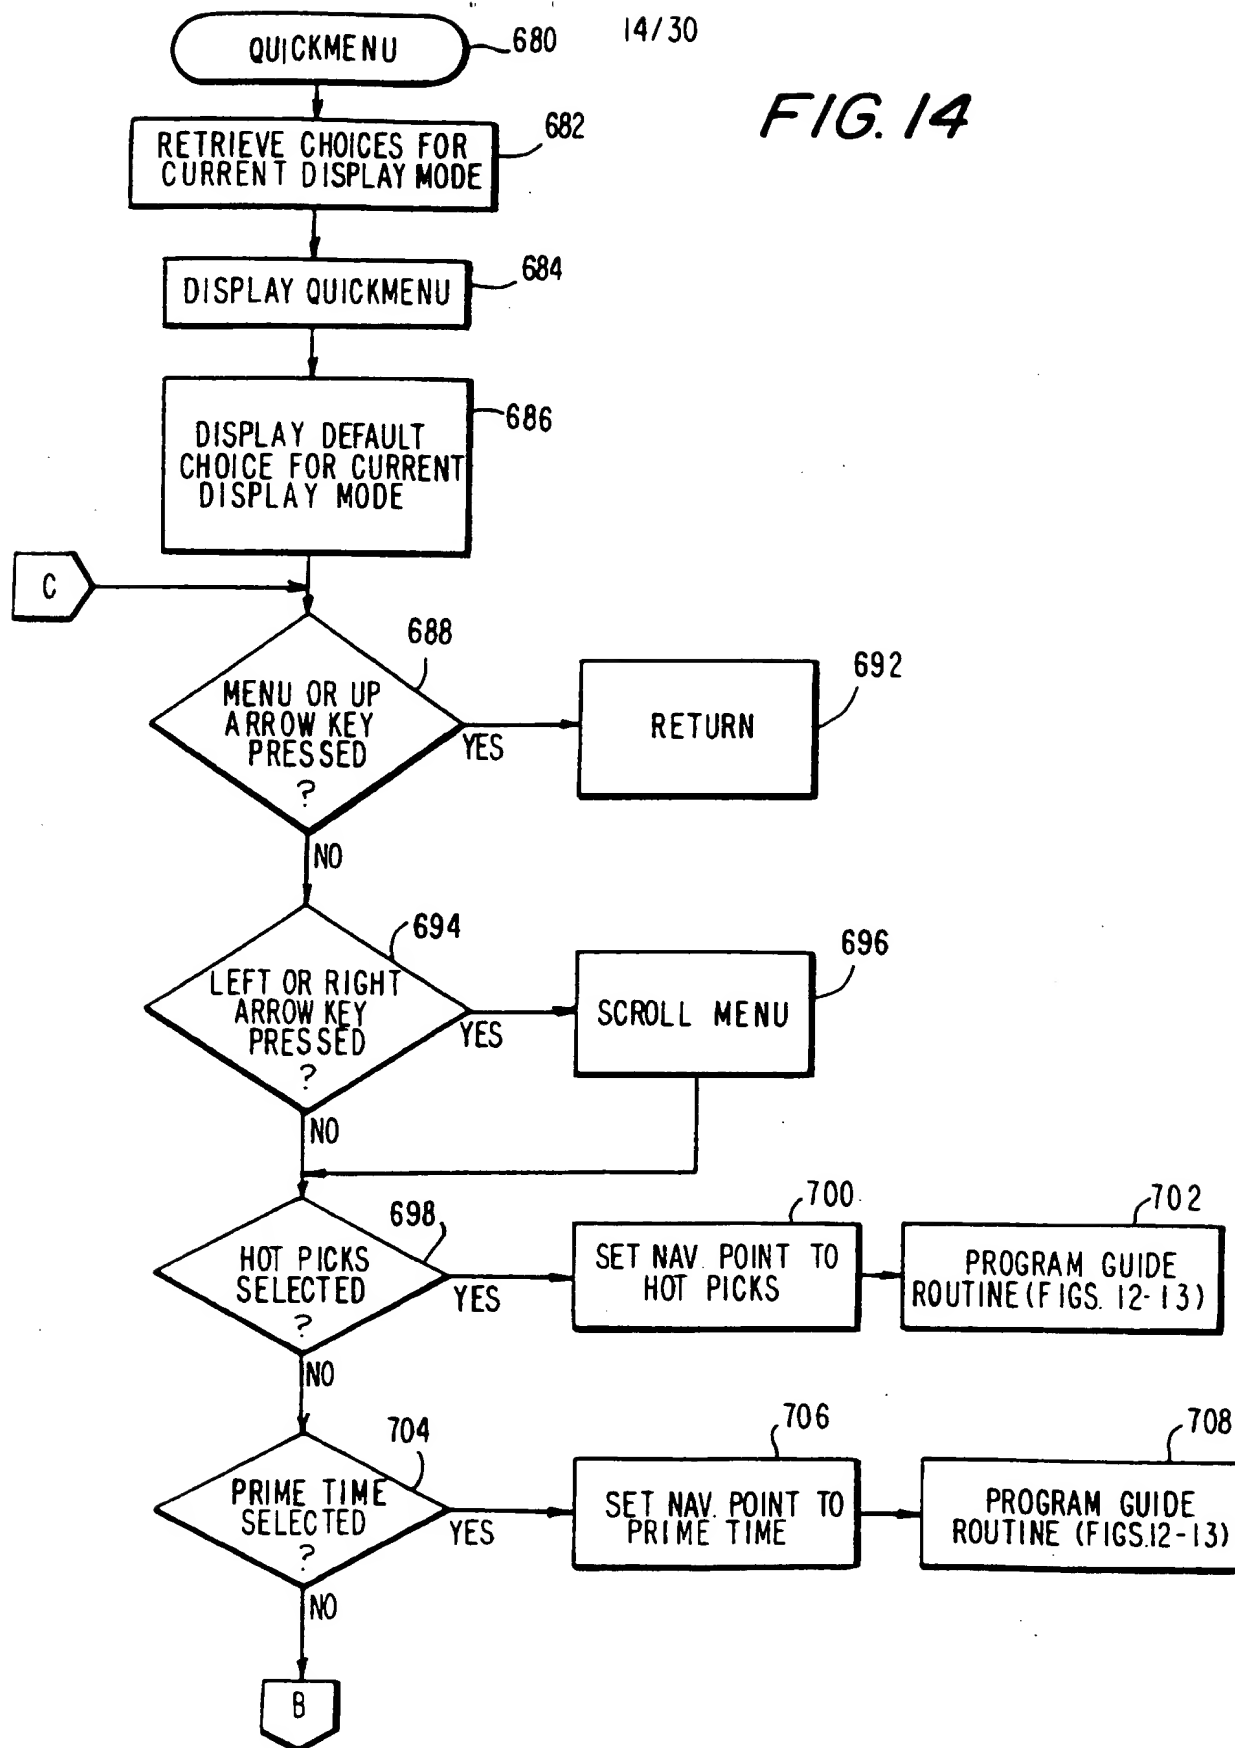 14/30
FIG. 14
QUICKMENU
680
RETRIEVE CHOICES FOR
CURRENT DISPLAY MODE
682
DISPLAY QUICKMENU
684
DISPLAY DEFAULT
CHOICE FOR CURRENT
DISPLAY MODE
686
C
MENU OR UP
ARROW KEY
PRESSED
?
688
YES
RETURN
692
NO
LEFT OR RIGHT
ARROW KEY
PRESSED
?
694
YES
SCROLL MENU
696
NO
HOT PICKS
SELECTED
?
698
YES
SET NAV. POINT TO
HOT PICKS
700
PROGRAM GUIDE
ROUTINE (FIGS. 12-13)
702
NO
PRIME TIME
SELECTED
?
704
YES
SET NAV. POINT TO
PRIME TIME
706
PROGRAM GUIDE
ROUTINE (FIGS.12-13)
708
NO
B